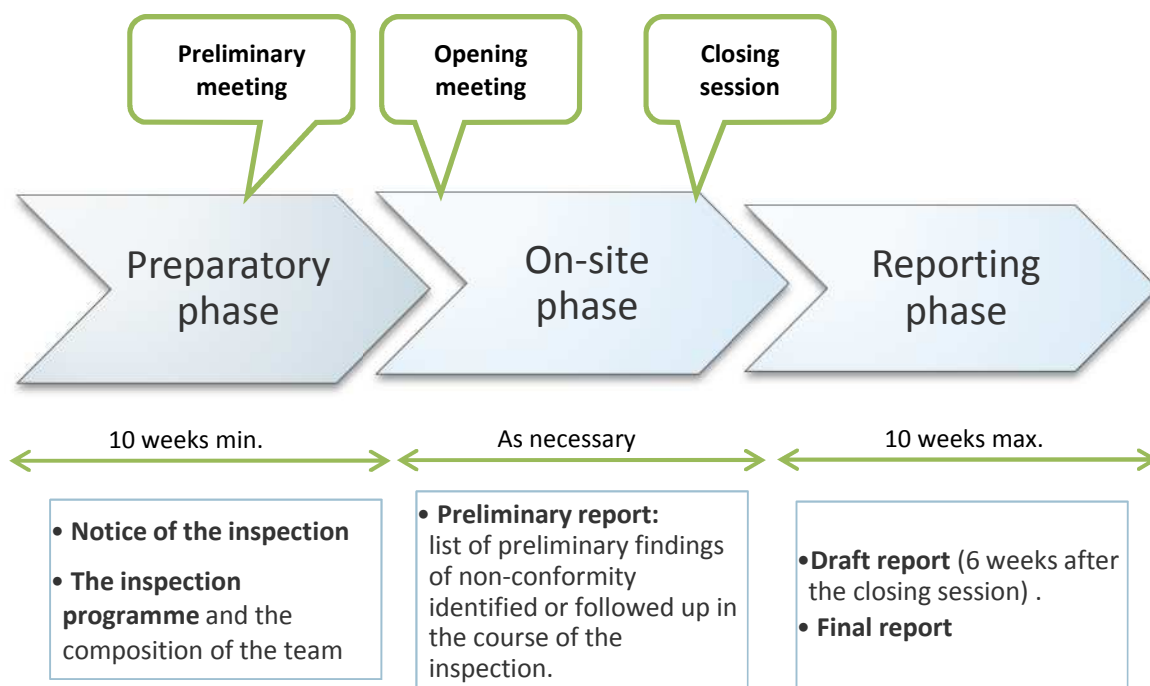 Preliminary
meeting
Opening
meeting
Closing
session
Preparatory
phase
On-site
phase
Reporting
phase
10 weeks min.
As necessary
10 weeks max.
• Notice of the inspection
• The inspection
programme and the
composition of the team
• Preliminary report:
list of preliminary findings
of non-conformity
identified or followed up in
the course of the
inspection.
•Draft report (6 weeks after
the closing session) .
• Final report